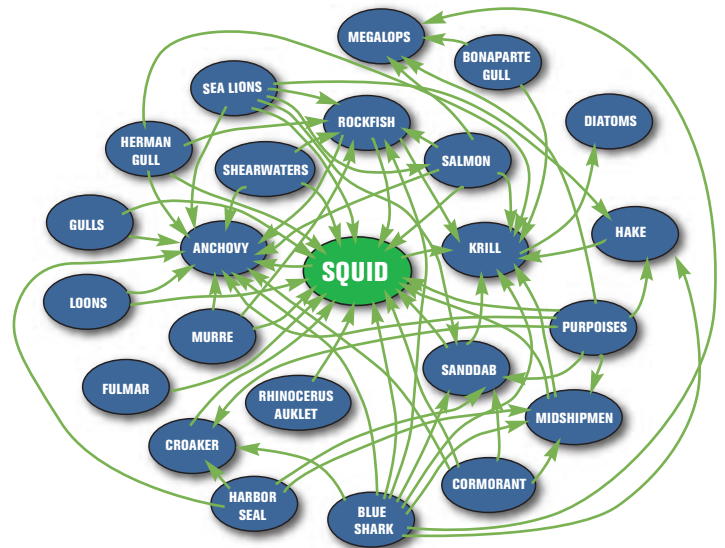 MEGALOPS
BONAPARTE
GULL
SEA LIONS
ROCKFISH
DIATOMS
HERMAN
GULL
SHEARWATERS
SALMON
GULLS
ANCHOVY
SQUID
KRILL
HAKE
LOONS
MURRE
PURPOISES
FULMAR
RHINOCERUS
AUKLET
SANDDAB
CROAKER
MIDSHIPMEN
HARBOR
SEAL
BLUE
SHARK
CORMORANT